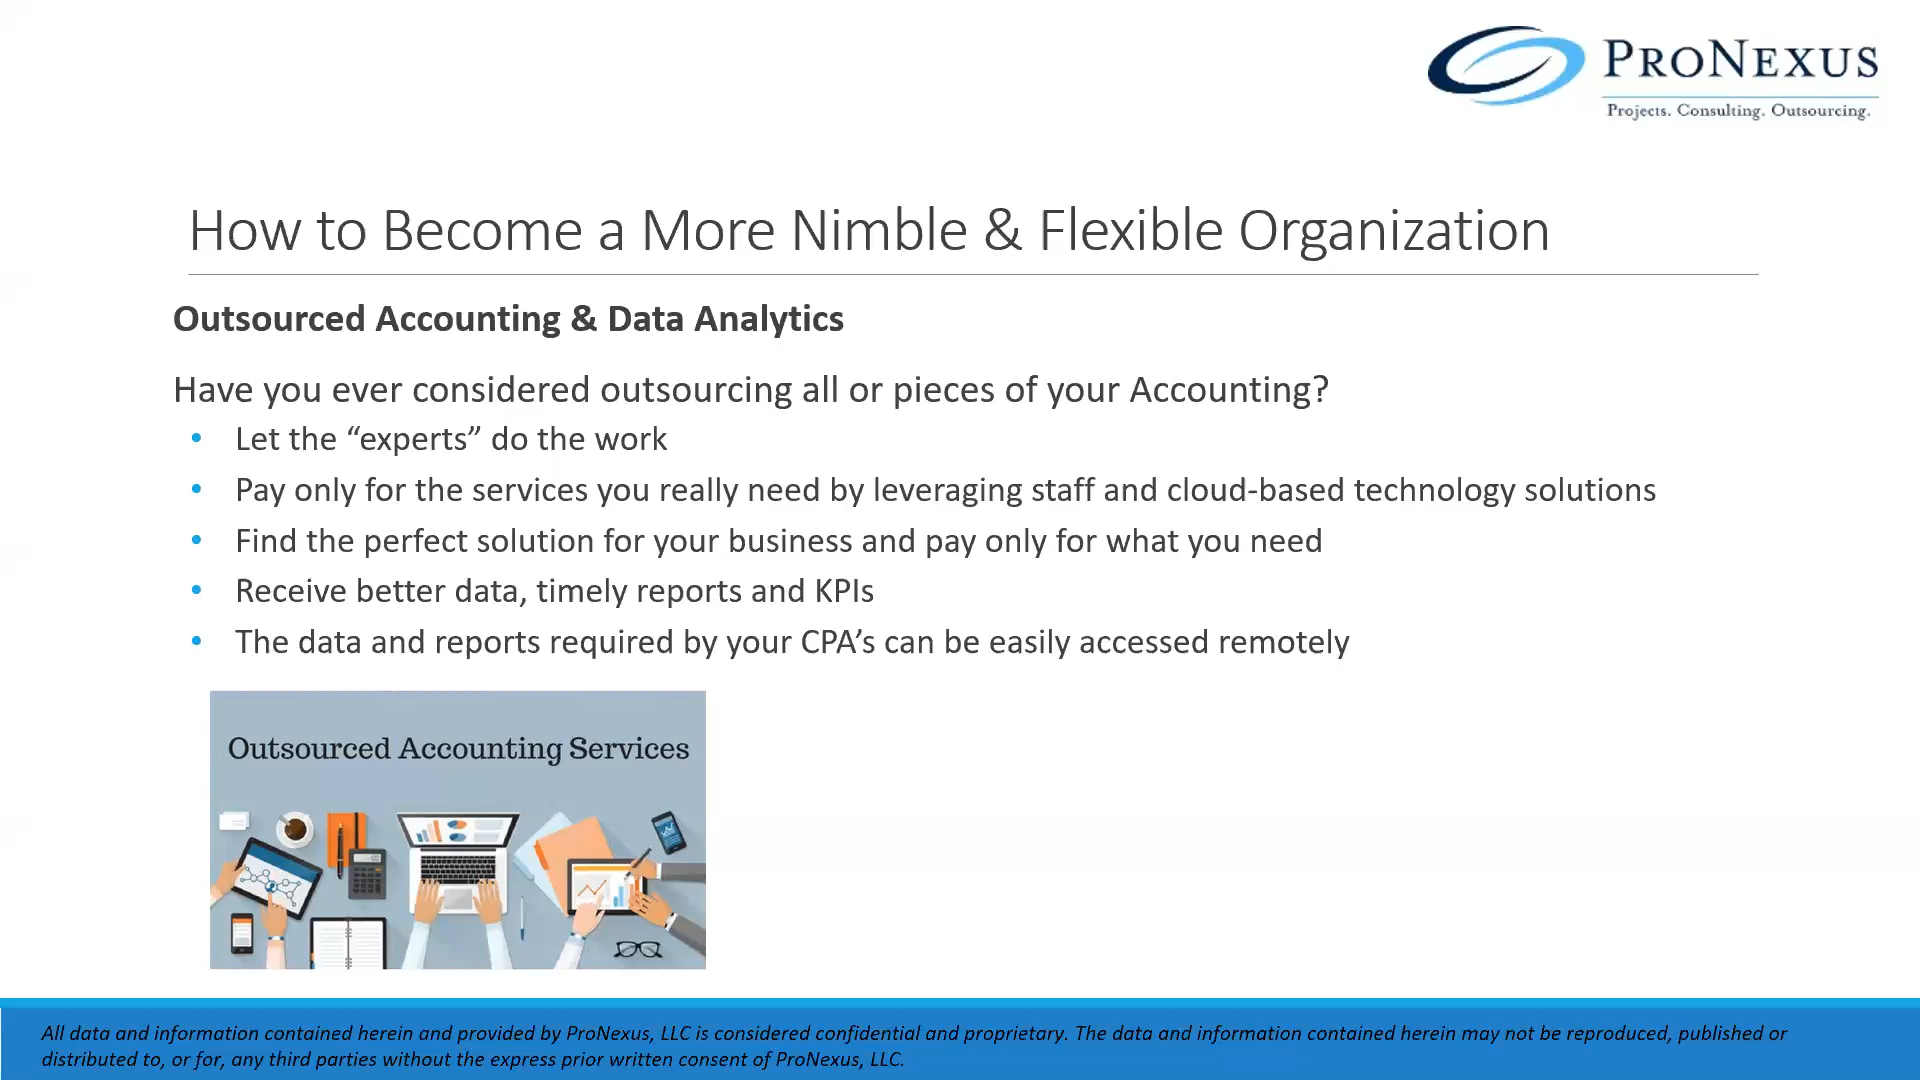 PRONEXUS
Projects. Consulting. Outsourcing.
How to Become a More Nimble & Flexible Organization
Outsourced Accounting & Data Analytics
Have you ever considered outsourcing all or pieces of your Accounting?
• Let the “experts” do the work
• Pay only for the services you really need by leveraging staff and cloud-based technology solutions
• Find the perfect solution for your business and pay only for what you need
• Receive better data, timely reports and KPIs
• The data and reports required by your CPA’s can be easily accessed remotely
Outsourced Accounting Services
All data and information contained herein and provided by ProNexus, LLC is considered confidential and proprietary. The data and information contained herein may not be reproduced, published or
distributed to, or for, any third parties without the express prior written consent of ProNexus, LLC.